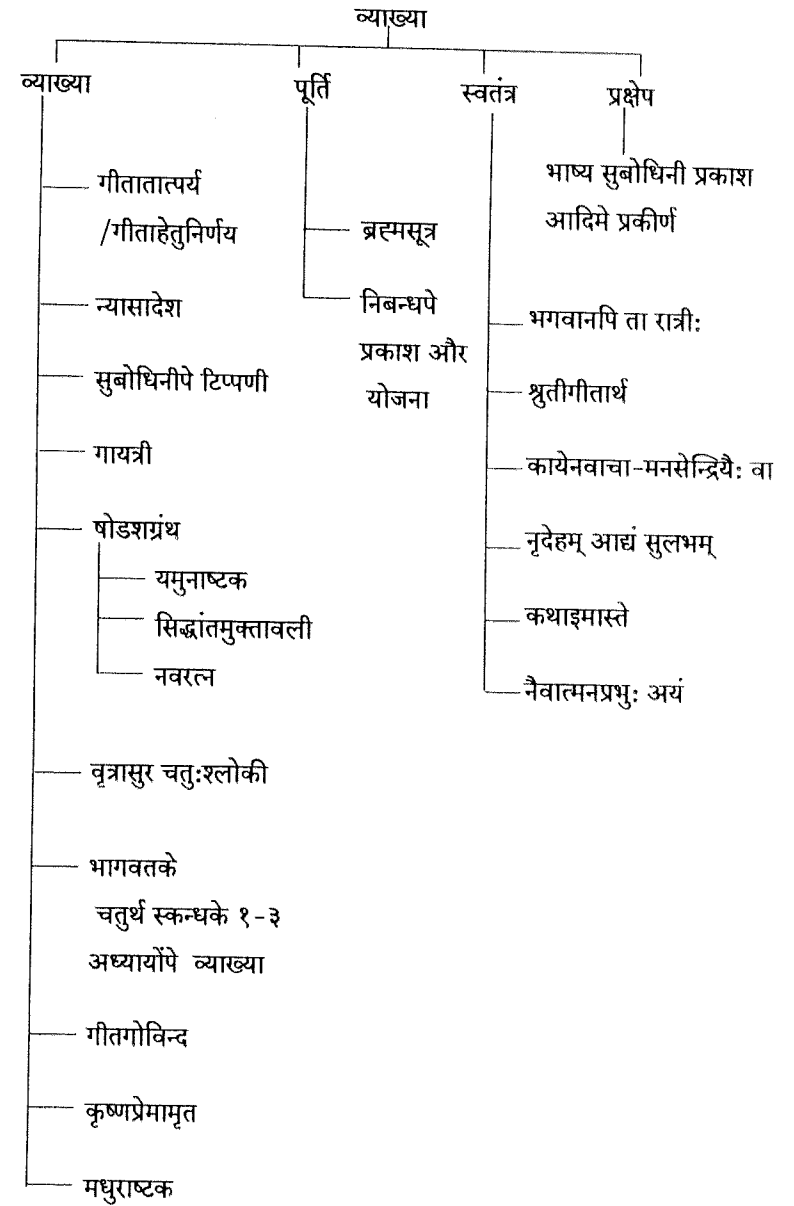 व्याख्या
व्याख्या
पूर्ति
स्वतंत्र
प्रक्षेप
गीतातात्पर्य
/गीताहेतुनिर्णय
न्यासादेश
सुबोधिनीपे टिप्पणी
गायत्री
षोडशग्रंथ
यमुनाष्टक
सिद्धांतमुक्तावली
नवरत्न
वृत्रासुर चतुःश्लोकी
भागवतके
चतुर्थ स्कन्धके १-३
अध्यायोंपे व्याख्या
गीतगोविन्द
कृष्णप्रेमामृत
मधुराष्टक
ब्रह्मसूत्र
निबन्धपे
प्रकाश और
योजना
भाष्य सुबोधिनी प्रकाश
आदिमे प्रकीर्ण
भगवानपि ता रात्रीः
श्रुतीगीतार्थ
कायेनवाचा-मनसेन्द्रियैः वा
नृदेहम् आद्यं सुलभम्
कथाइमास्ते
नैवात्मनप्रभुः अयं